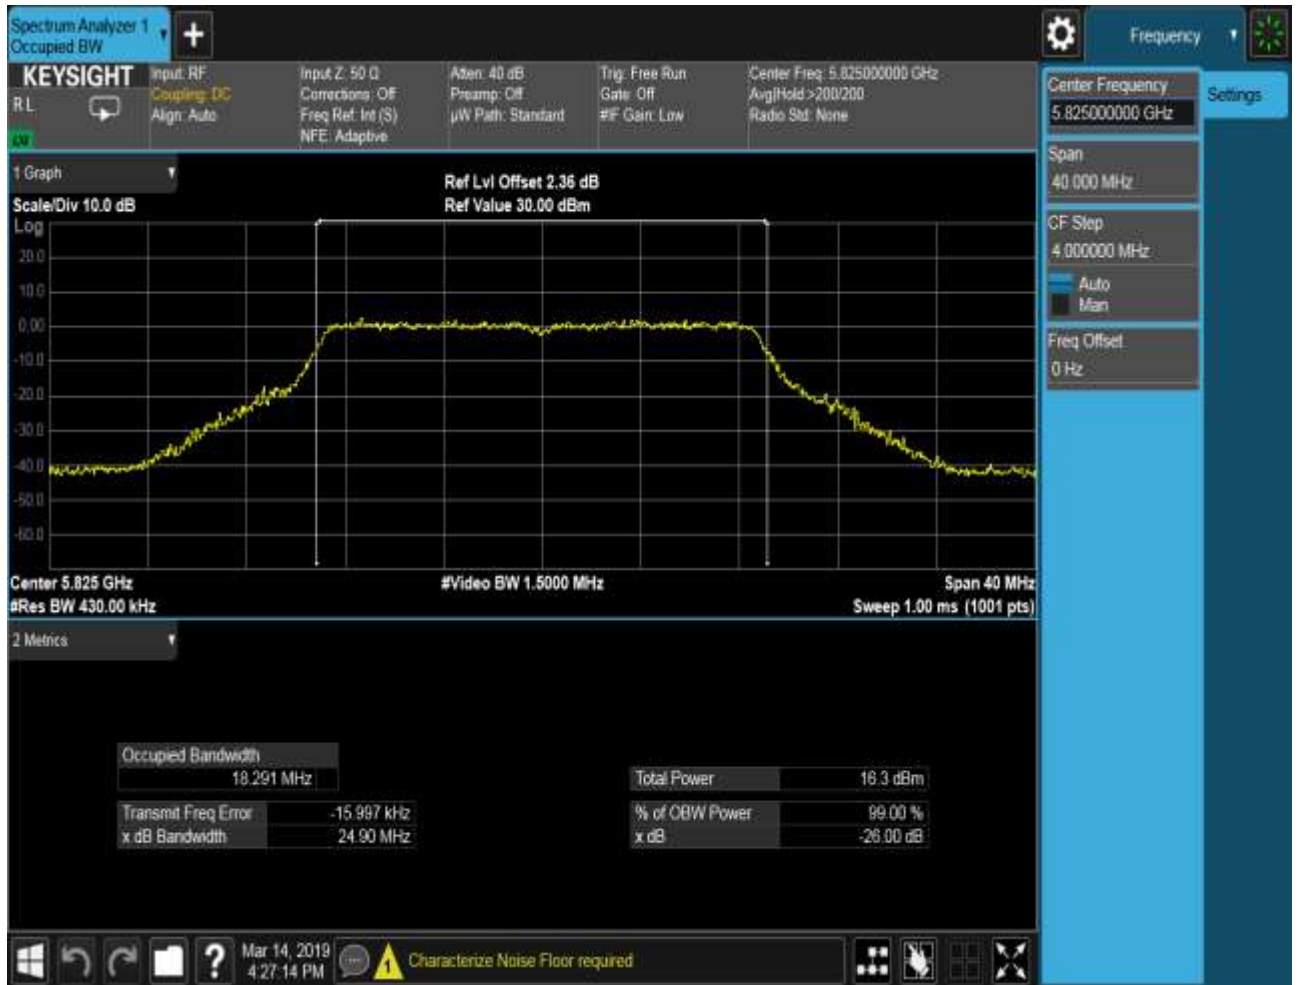 Spectrum Analyzer 1
Occupied BW
Frequency
KEYSIGHT
Input: RF
Input Z: 50 Ω
Atten: 40 dB
Trig: Free Run
Center Freq: 5.825000000 GHz
R L
Coupling: DC
Corrections: Off
Preamp: Off
Gate: Off
Avg|Hold:>200/200
Align: Auto
Freq Ref: Int (S)
µW Path: Standard
#IF Gain: Low
Radio Std: None
NFE: Adaptive
Center Frequency
5.825000000 GHz
Settings
Span
40.000 MHz
CF Step
4.000000 MHz
Auto
Man
Freq Offset
0 Hz
1 Graph
Ref Lvl Offset 2.36 dB
Scale/Div 10.0 dB
Ref Value 30.00 dBm
Log
20.0
10.0
0.00
-10.0
-20.0
-30.0
-40.0
-50.0
-60.0
Center 5.825 GHz
#Video BW 1.5000 MHz
Span 40 MHz
#Res BW 430.00 kHz
Sweep 1.00 ms (1001 pts)
2 Metrics
Occupied Bandwidth
18.291 MHz
Total Power 16.3 dBm
Transmit Freq Error -15.997 kHz
% of OBW Power 99.00 %
x dB Bandwidth 24.90 MHz
x dB -26.00 dB
Mar 14, 2019
4:27:14 PM
1
Characterize Noise Floor required